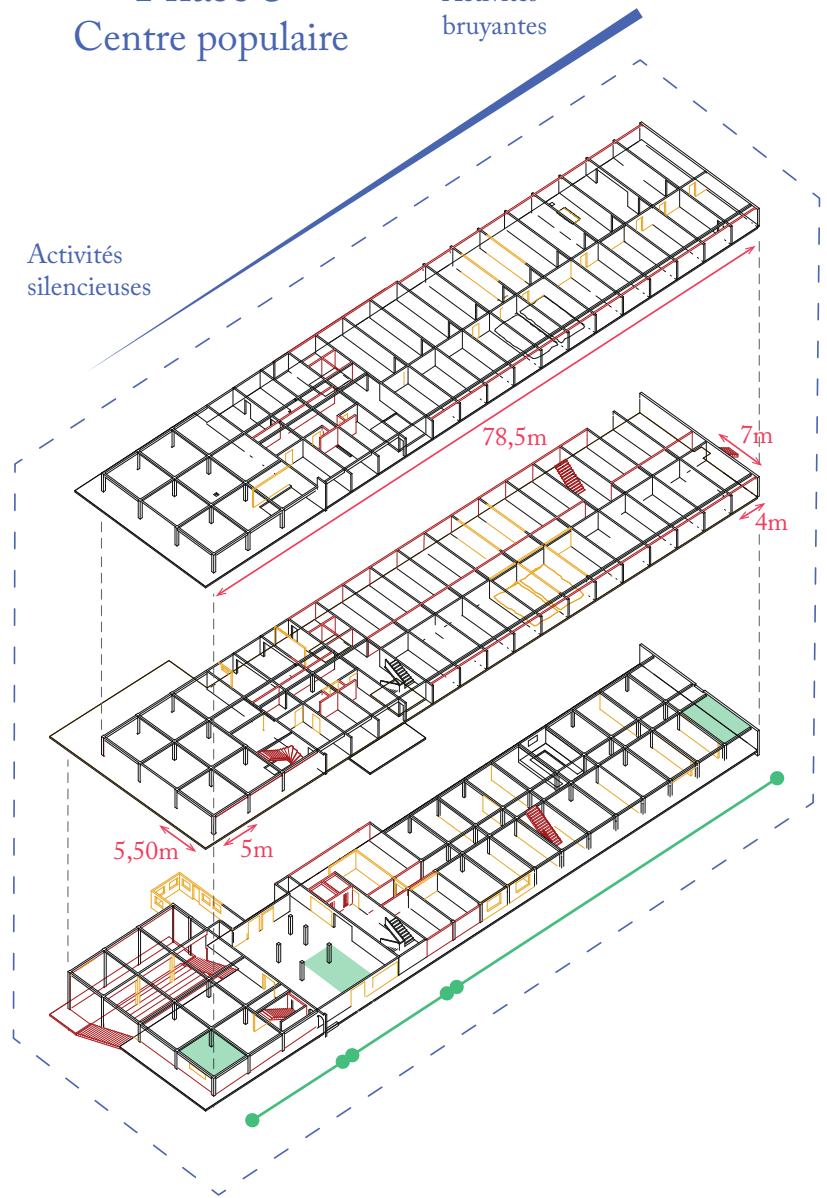 Centre populaire
bruyantes
Activités
silencieuses
78,5m
7m
4m
5,50m
5m